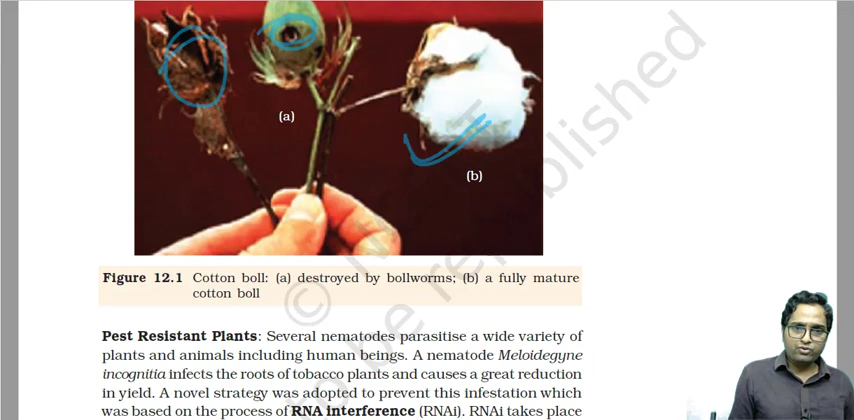 (a)
(b)
Figure 12.1 Cotton boll: (a) destroyed by bollworms; (b) a fully mature
cotton boll
Pest Resistant Plants: Several nematodes parasitise a wide variety of
plants and animals including human beings. A nematode Meloidegyne
incognitia infects the roots of tobacco plants and causes a great reduction
in yield. A novel strategy was adopted to prevent this infestation which
was based on the process of RNA interference (RNAi). RNAi takes place
to be republished